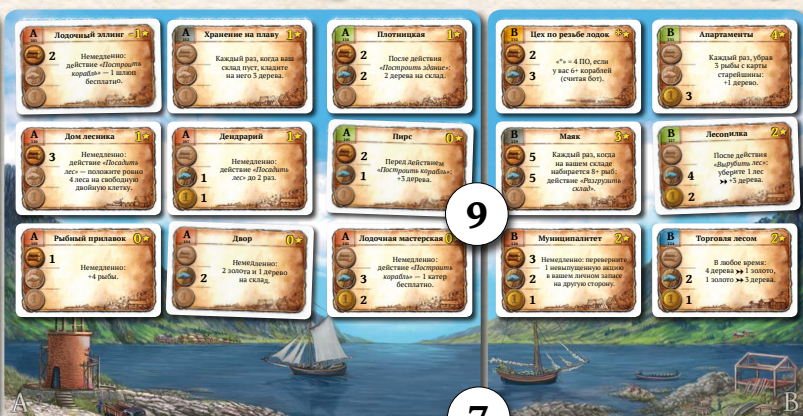 A
Лодочный эллинг -1
2
Немедленно:
действие «Построить
корабль» — 1 шлюп
бесплатно.
A
Хранение на плаву 1
Каждый раз, когда ваш
склад пуст, кладите
на него 3 дерева.
A
Плотницкая 1
2
2
После действия
«Построить здание»:
2 дерева на склад.
B
Цех по резьбе лодок *
2
3
«*» = 4 ПО, если
у вас 6+ кораблей
(считая бот).
B
Апартаменты 4
3
Каждый раз, убрав
3 рыбы с карты
старейшины:
+1 дерево.
A
Дом лесника 1
3
Немедленно:
действие «Посадить
лес» — положите ровно
4 леса на свободную
двойную клетку.
A
Дендрарий 1
1
1
Немедленно:
действие «Посадить
лес» до 2 раз.
A
Пирс 0
2
1
Перед действием
«Построить корабль»:
+3 дерева.
B
Маяк 3
5
5
Каждый раз, когда
на вашем складе
набирается 8+ рыб:
действие «Разгрузить
склад».
B
Лесопилка 2
4
2
После действия
«Вырубить лес»:
уберите 1 лес
+3 дерева.
9
A
Рыбный прилавок 0
1
Немедленно:
+4 рыбы.
A
Двор 0
2
Немедленно:
2 золота и 1 дерево
на склад.
A
Лодочная мастерская 0
3
2
Немедленно:
действие «Построить
корабль» — 1 катер
бесплатно.
B
Муниципалитет 2
3
2
1
Немедленно: переверните
1 невыпущенную акцию
в вашем личном запасе
на другую сторону.
B
Торговля лесом 2
2
1
В любое время:
4 дерева 1 золото,
1 золото 3 дерева.
A
7
B